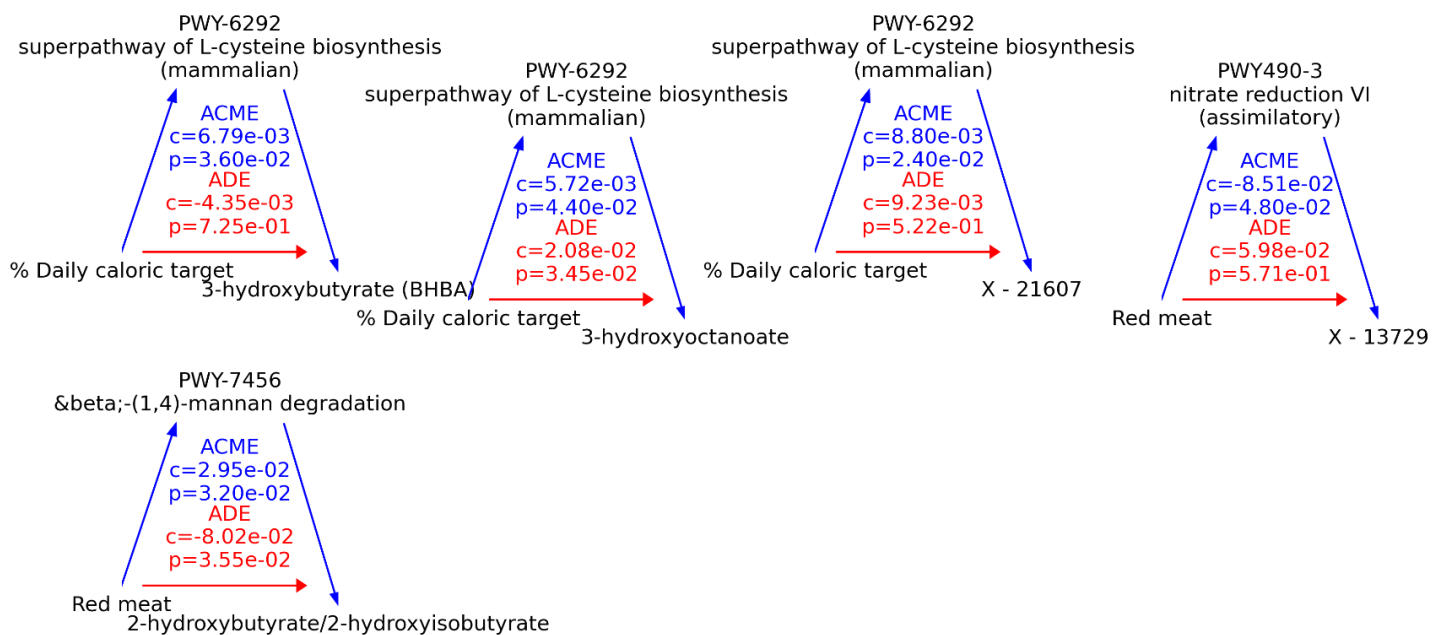 PWY-6292
superpathway of L-cysteine biosynthesis
(mammalian)
ACME
c=6.79e-03
p=3.60e-02
ADE
c=-4.35e-03
p=7.25e-01
% Daily caloric target
3-hydroxybutyrate (BHBA)
PWY-6292
superpathway of L-cysteine biosynthesis
(mammalian)
ACME
c=5.72e-03
p=4.40e-02
ADE
c=2.08e-02
p=3.45e-02
% Daily caloric target
3-hydroxyoctanoate
PWY-6292
superpathway of L-cysteine biosynthesis
(mammalian)
ACME
c=8.80e-03
p=2.40e-02
ADE
c=9.23e-03
p=5.22e-01
% Daily caloric target
X - 21607
PWY490-3
nitrate reduction VI
(assimilatory)
ACME
c=-8.51e-02
p=4.80e-02
ADE
c=5.98e-02
p=5.71e-01
Red meat
X - 13729
PWY-7456
&beta;-(1,4)-mannan degradation
ACME
c=2.95e-02
p=3.20e-02
ADE
c=-8.02e-02
p=3.55e-02
Red meat
2-hydroxybutyrate/2-hydroxyisobutyrate